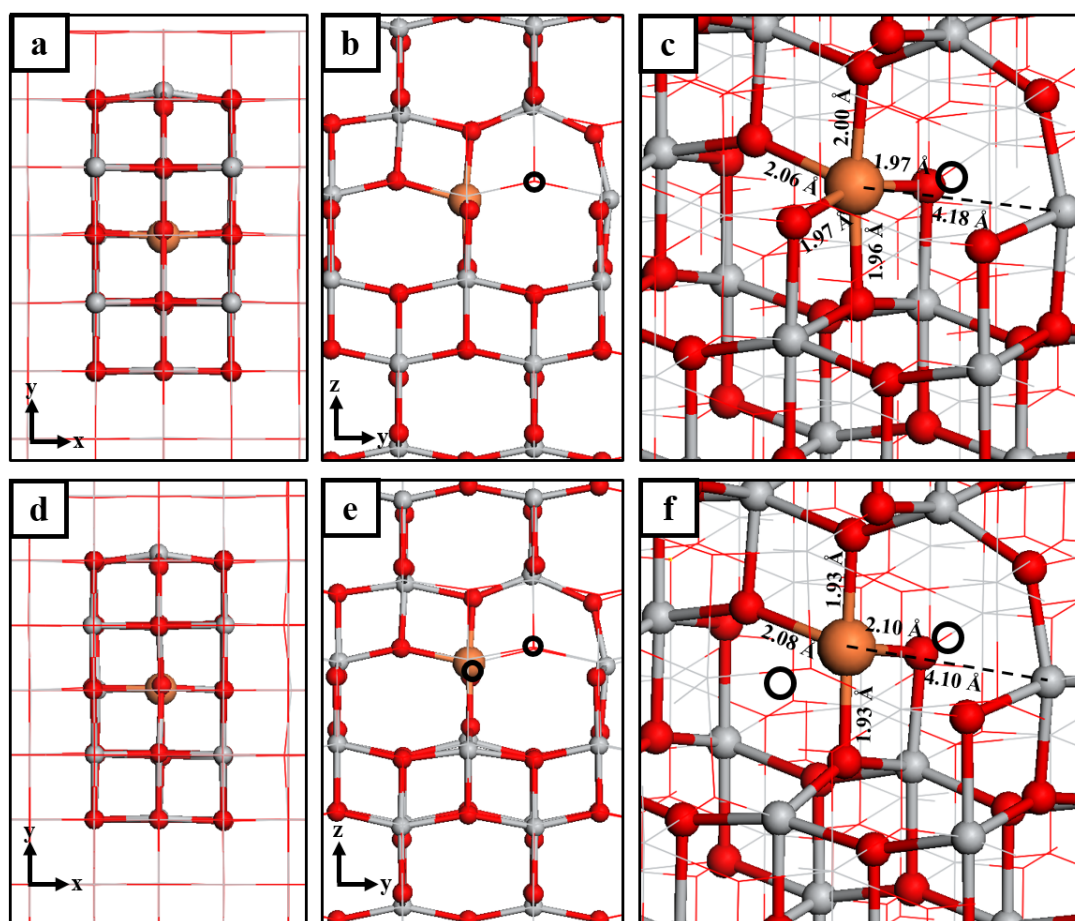 a
b
c
2.00 Å
1.97 Å
2.06 Å
4.18 Å
1.97 Å
1.96 Å
y
x
z
y
d
e
f
1.93 Å
2.10 Å
2.08 Å
4.10 Å
1.93 Å
y
x
z
y